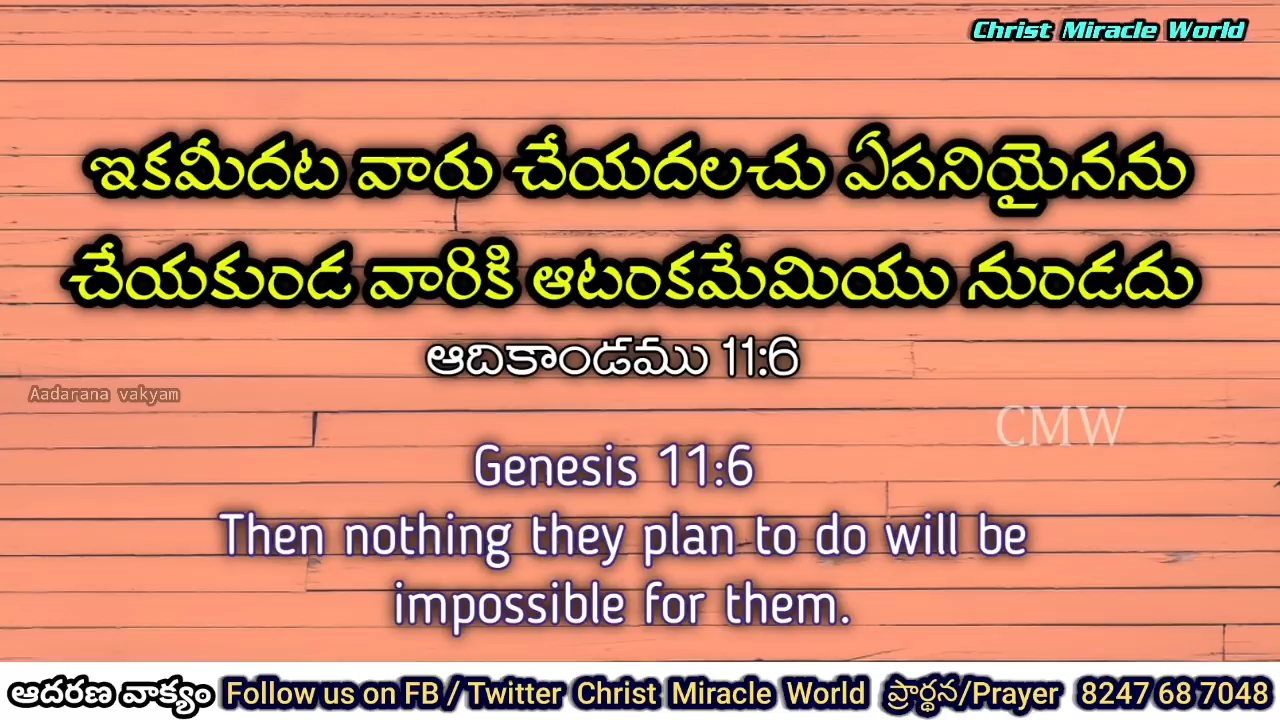 Christ Miracle World
ఇకమీదట వారు చేయదలచు ఏపనియైనను
చేయకుండ వారికి ఆటంకమేమియు నుండదు
ఆదికాండము 11:6
Aadarana vakyam
CMW
Genesis 11:6
Then nothing they plan to do will be
impossible for them.
ఆదరణ వాక్యం Follow us on FB / Twitter Christ Miracle World ప్రార్థన/Prayer 8247 68 7048